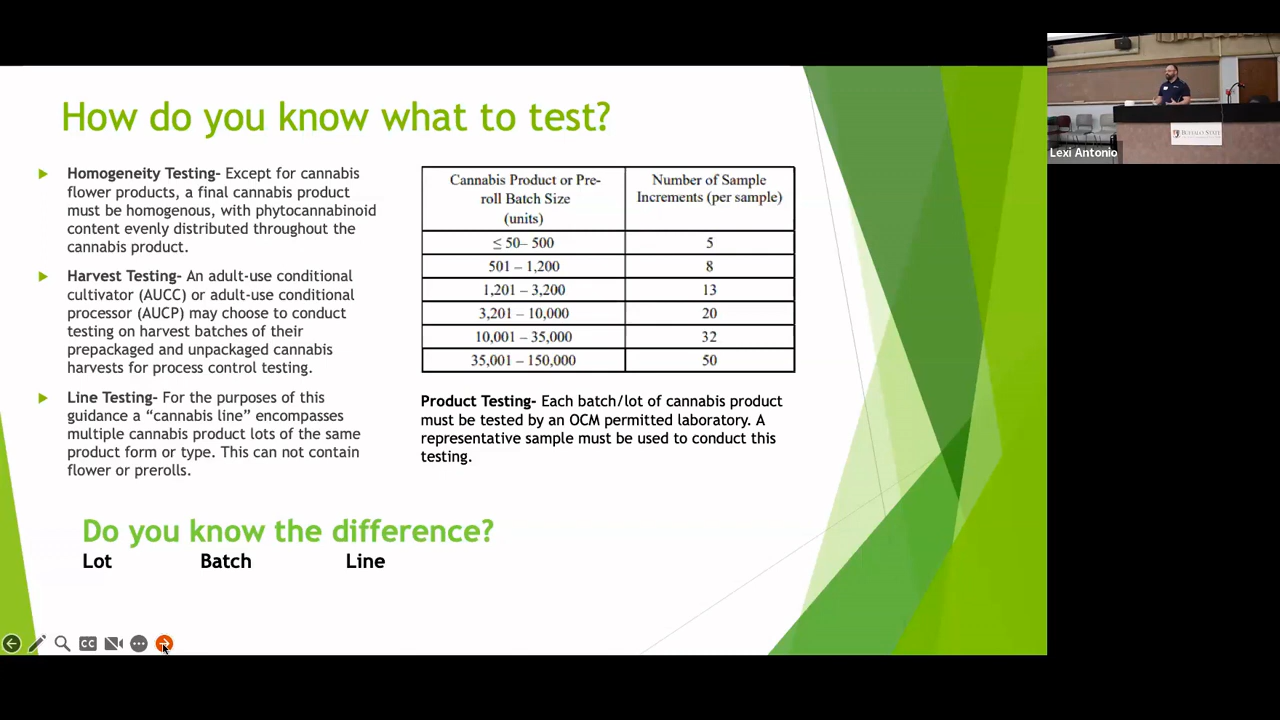 How do you know what to test?
Homogeneity Testing- Except for cannabis
flower products, a final cannabis product
must be homogenous, with phytocannabinoid
content evenly distributed throughout the
cannabis product.
Harvest Testing- An adult-use conditional
cultivator (AUCC) or adult-use conditional
processor (AUCP) may choose to conduct
testing on harvest batches of their
prepackaged and unpackaged cannabis
harvests for process control testing.
Line Testing- For the purposes of this
guidance a “cannabis line” encompasses
multiple cannabis product lots of the same
product form or type. This can not contain
flower or prerolls.
Cannabis Product or Pre-
roll Batch Size
(units)
Number of Sample
Increments (per sample)
≤ 50– 500 5
501 – 1,200 8
1,201 – 3,200 13
3,201 – 10,000 20
10,001 – 35,000 32
35,001 – 150,000 50
Product Testing- Each batch/lot of cannabis product
must be tested by an OCM permitted laboratory. A
representative sample must be used to conduct this
testing.
Do you know the difference?
Lot Batch Line
CC
Lexi Antonio
BUFFALO STATE